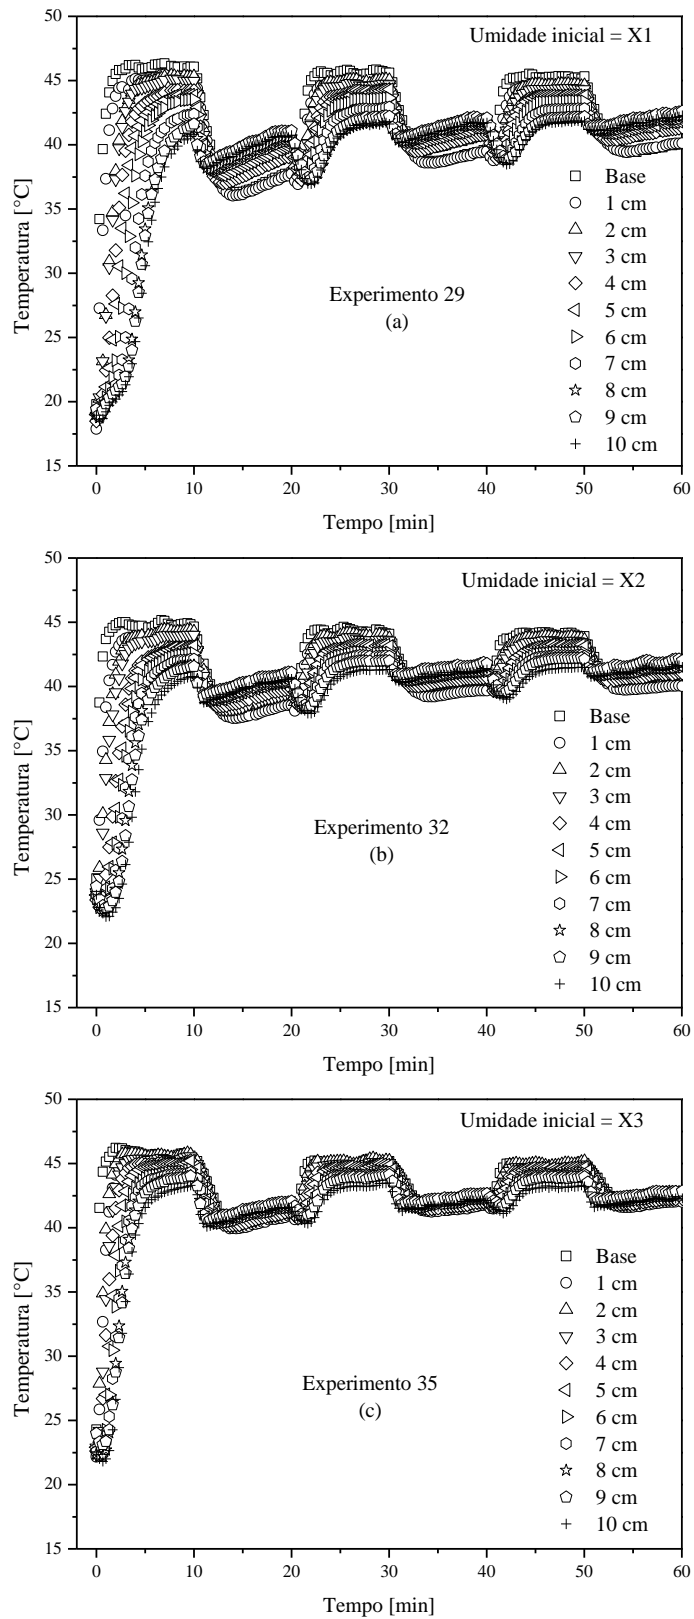 Umidade inicial = X1
50
45
40
35
30
25
20
15
Temperatura [°C]
Base
1 cm
2 cm
3 cm
4 cm
5 cm
6 cm
7 cm
8 cm
9 cm
10 cm
Experimento 29
(a)
0
10
20
30
40
50
60
Tempo [min]
Umidade inicial = X2
50
45
40
35
30
25
20
15
Temperatura [°C]
Base
1 cm
2 cm
3 cm
4 cm
5 cm
6 cm
7 cm
8 cm
9 cm
10 cm
Experimento 32
(b)
0
10
20
30
40
50
60
Tempo [min]
Umidade inicial = X3
50
45
40
35
30
25
20
15
Temperatura [°C]
Base
1 cm
2 cm
3 cm
4 cm
5 cm
6 cm
7 cm
8 cm
9 cm
10 cm
Experimento 35
(c)
0
10
20
30
40
50
60
Tempo [min]